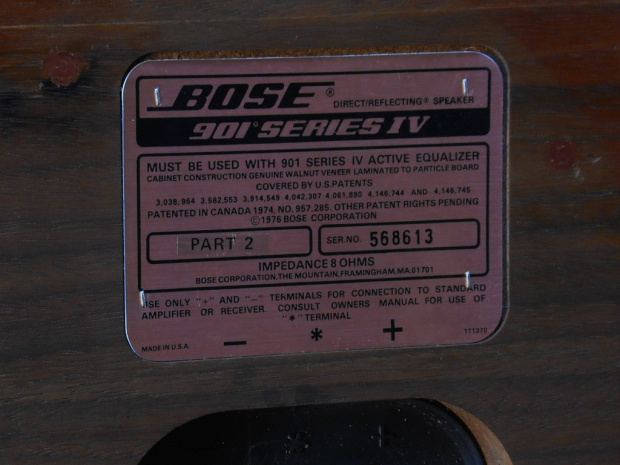 BOSE® DIRECT/REFLECTING® SPEAKER
901® SERIES IV
MUST BE USED WITH 901 SERIES IV ACTIVE EQUALIZER
CABINET CONSTRUCTION GENUINE WALNUT VENEER LAMINATED TO PARTICLE BOARD
COVERED BY U.S. PATENTS
3,038,964 3,582,553 3,914,549 4,042,307 4,061,890 4,146,744 AND 4,146,745
PATENTED IN CANADA 1974, NO. 957,285. OTHER PATENT RIGHTS PENDING
©1976 BOSE CORPORATION
PART 2 SER. NO. 568613
IMPEDANCE 8 OHMS
BOSE CORPORATION, THE MOUNTAIN, FRAMINGHAM, MA. 01701
USE ONLY "+" AND "−" TERMINALS FOR CONNECTION TO STANDARD
AMPLIFIER OR RECEIVER. CONSULT OWNERS MANUAL FOR USE OF
"*" TERMINAL
− * +
MADE IN U.S.A. 111370
* +